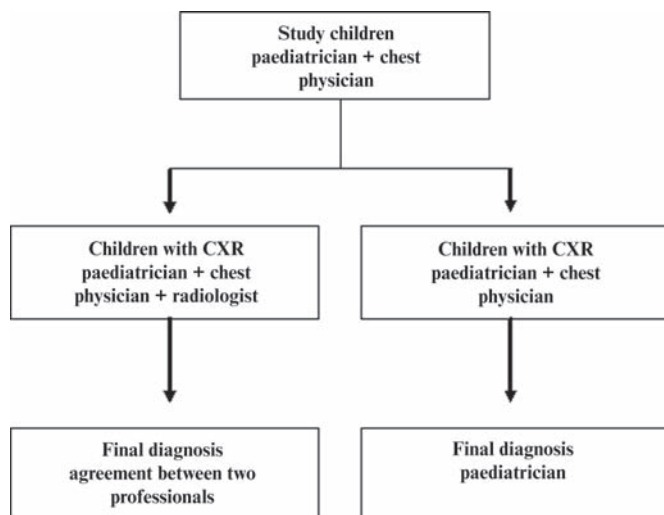 Study children
paediatrician + chest
physician
Children with CXR
paediatrician + chest
physician + radiologist
Children with CXR
paediatrician + chest
physician
Final diagnosis
agreement between two
professionals
Final diagnosis
paediatrician